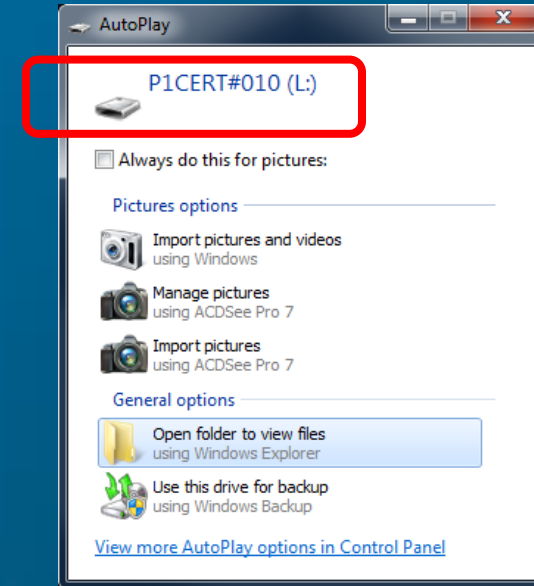 AutoPlay
P1CERT#010 (L:)
Always do this for pictures:
Pictures options
Import pictures and videos
using Windows
Manage pictures
using ACDSee Pro 7
Import pictures
using ACDSee Pro 7
General options
Open folder to view files
using Windows Explorer
Use this drive for backup
using Windows Backup
View more AutoPlay options in Control Panel